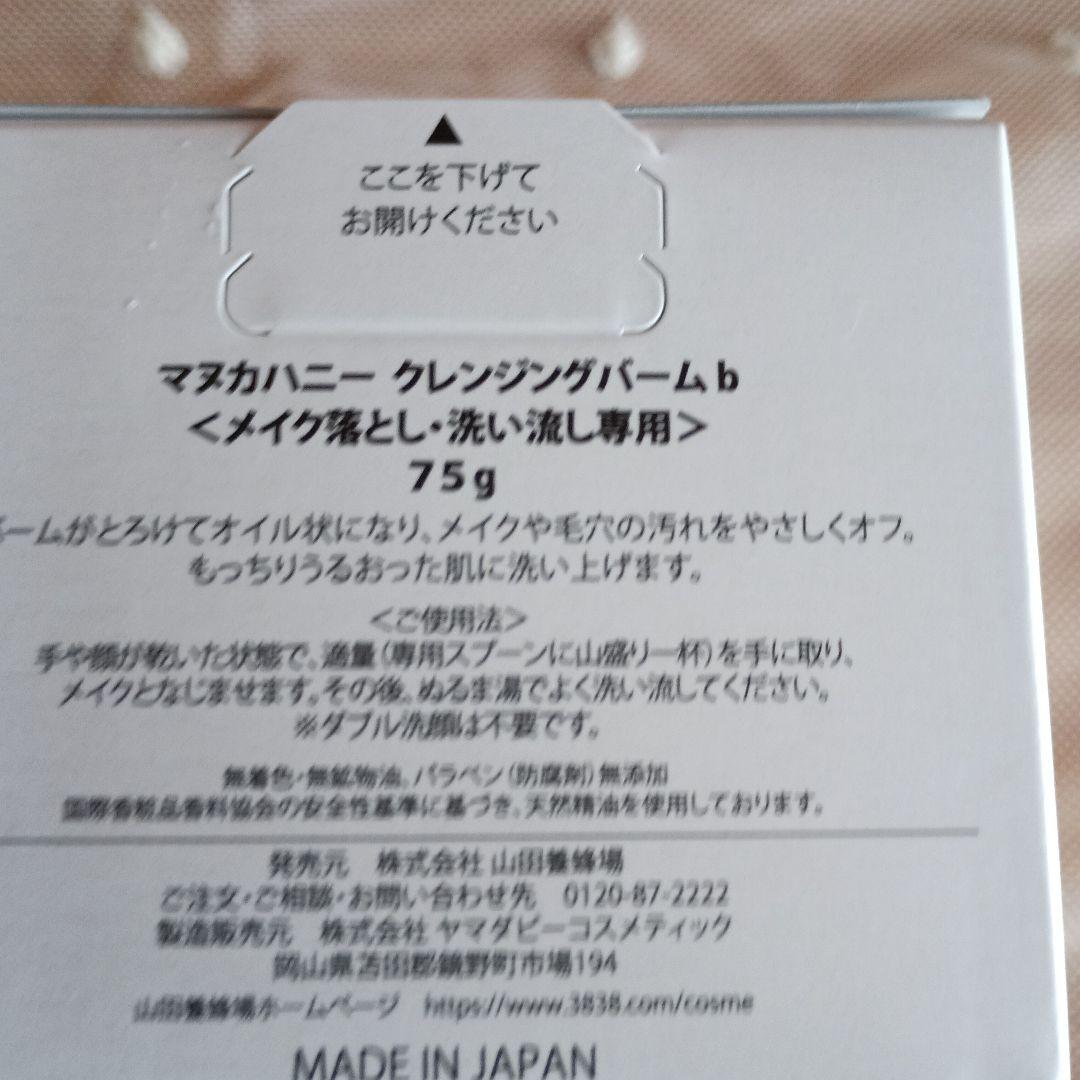 ▲
ここを下げて
お開けください
マヌカハニー クレンジングバームb
＜メイク落とし・洗い流し専用＞
75g
ームがとろけてオイル状になり、メイクや毛穴の汚れをやさしくオフ。
もっちりうるおった肌に洗い上げます。
＜ご使用法＞
手や顔が乾いた状態で、適量(専用スプーンに山盛り一杯)を手に取り、
メイクとなじませます。その後、ぬるま湯でよく洗い流してください。
※ダブル洗顔は不要です。
無着色・無鉱物油、パラベン(防腐剤)無添加
国際香粧品香料協会の安全性基準に基づき、天然精油を使用しております。
発売元 株式会社 山田養蜂場
ご注文・ご相談・お問い合わせ先 0120-87-2222
製造販売元 株式会社 ヤマダビーコスメティック
岡山県苫田郡鏡野町市場194
山田養蜂場ホームページ https://www.3838.com/cosme
MADE IN JAPAN